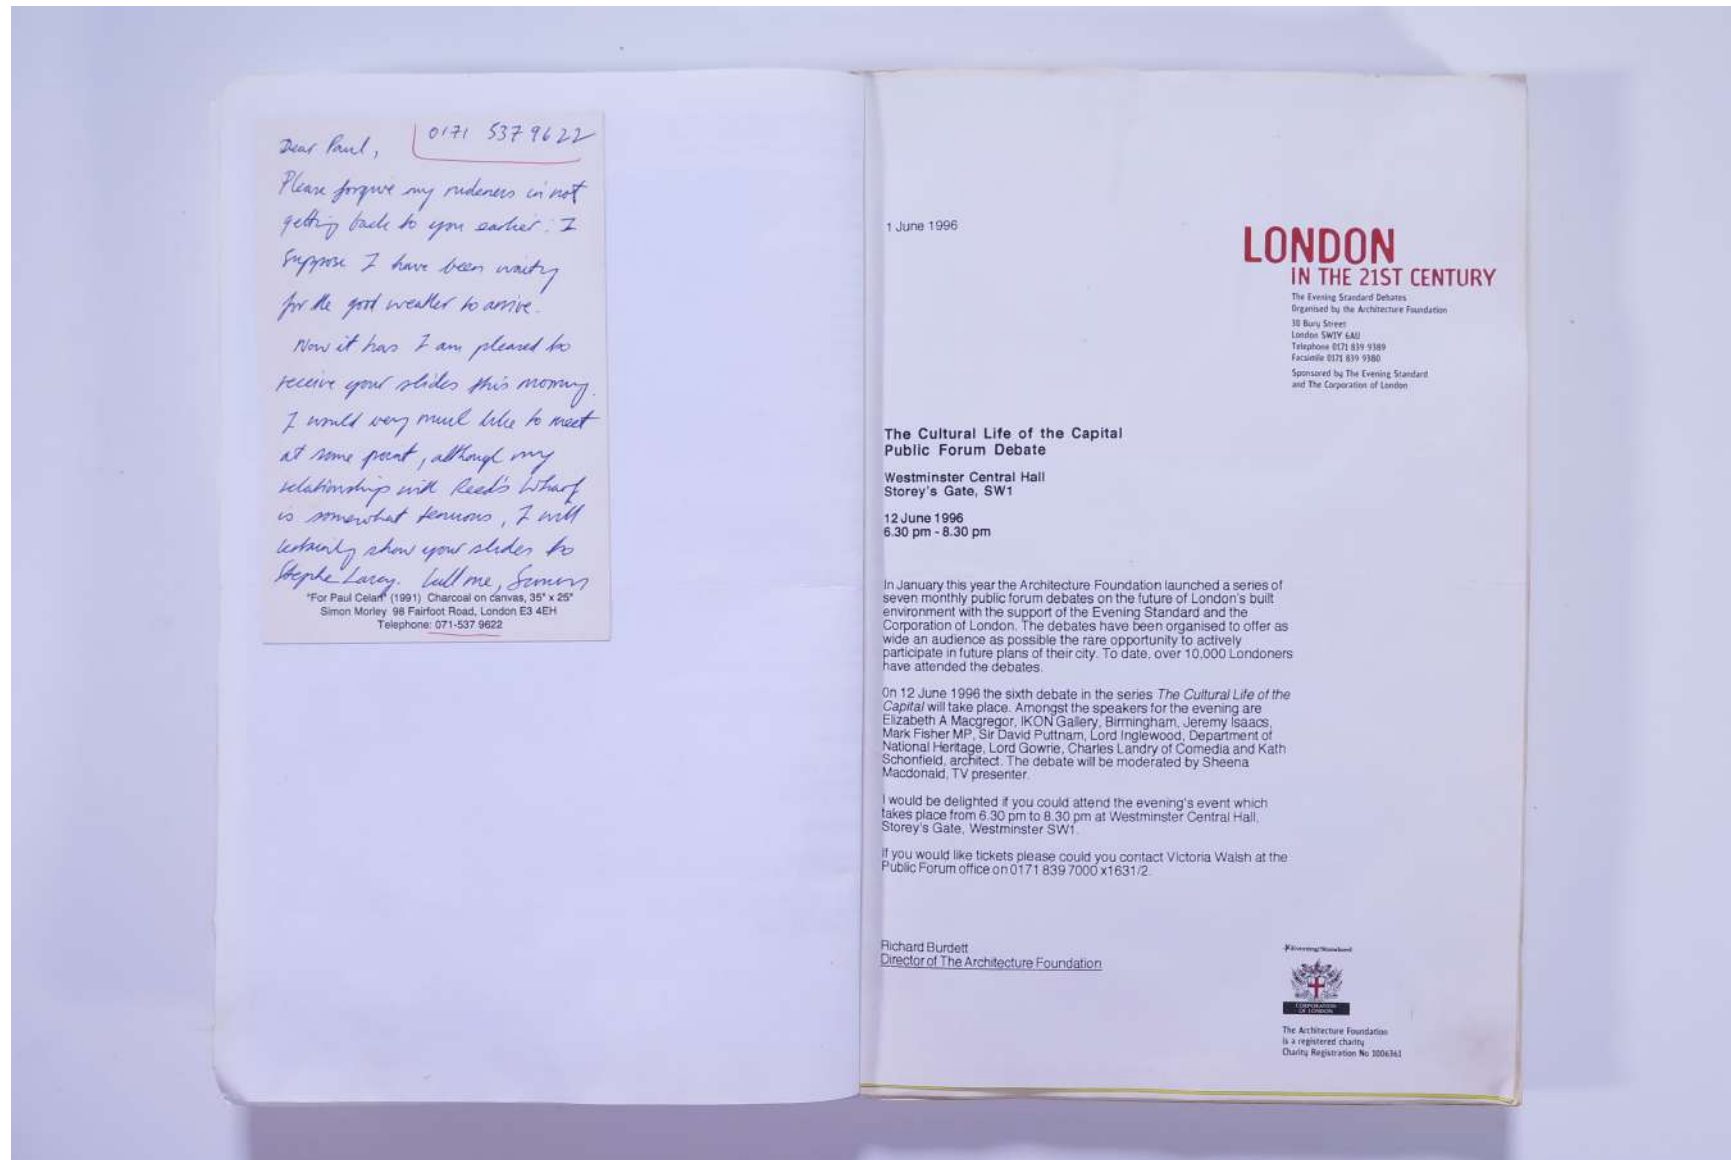 0171 537 9622
Dear Paul,
Please forgive my rudeness in not
getting back to you earlier: I
suppose I have been waiting
for the good weather to arrive.
Now it has I am pleased to
receive your slides this morning.
I would very much like to meet
at some point, although my
relationship with Reed's Wharf
is somewhat tenuous, I will
certainly show your slides to
Stephen Lacey. Call me, Simon
"For Paul Celan" (1991) Charcoal on canvas, 35" x 25"
Simon Morley 98 Fairfoot Road, London E3 4EH
Telephone: 071-537 9622
1 June 1996
LONDON
IN THE 21ST CENTURY
The Evening Standard Debates
Organised by the Architecture Foundation
30 Bury Street
London SW1Y 6AU
Telephone 0171 839 9389
Facsimile 0171 839 9380
Sponsored by The Evening Standard
and The Corporation of London
The Cultural Life of the Capital
Public Forum Debate
Westminster Central Hall
Storey's Gate, SW1
12 June 1996
6.30 pm - 8.30 pm
In January this year the Architecture Foundation launched a series of
seven monthly public forum debates on the future of London's built
environment with the support of the Evening Standard and the
Corporation of London. The debates have been organised to offer as
wide an audience as possible the rare opportunity to actively
participate in future plans of their city. To date, over 10,000 Londoners
have attended the debates.
On 12 June 1996 the sixth debate in the series The Cultural Life of the
Capital will take place. Amongst the speakers for the evening are
Elizabeth A Macgregor, IKON Gallery, Birmingham, Jeremy Isaacs,
Mark Fisher MP, Sir David Puttnam, Lord Inglewood, Department of
National Heritage, Lord Gowrie, Charles Landry of Comedia and Kath
Schonfield, architect. The debate will be moderated by Sheena
Macdonald, TV presenter.
I would be delighted if you could attend the evening's event which
takes place from 6.30 pm to 8.30 pm at Westminster Central Hall,
Storey's Gate, Westminster SW1.
If you would like tickets please could you contact Victoria Walsh at the
Public Forum office on 0171 839 7000 x1631/2.
Richard Burdett
Director of The Architecture Foundation
Evening Standard
CORPORATION
OF LONDON
The Architecture Foundation
is a registered charity
Charity Registration No 1006361